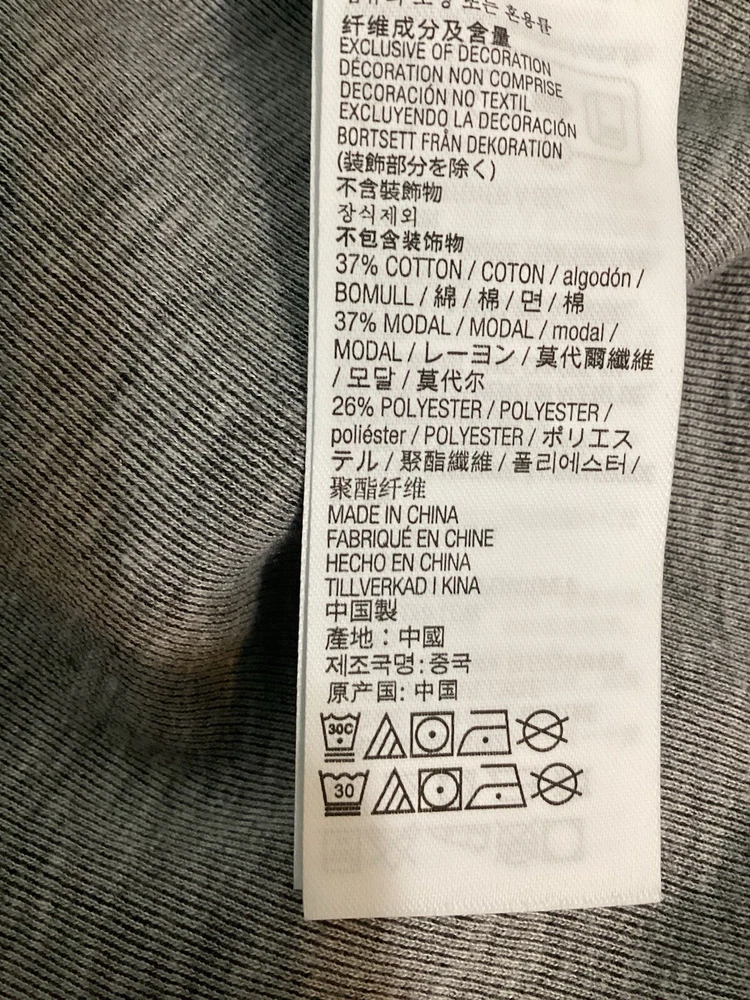 또는 혼용률
纤维成分及含量
EXCLUSIVE OF DECORATION
DÉCORATION NON COMPRISE
DECORACIÓN NO TEXTIL
EXCLUYENDO LA DECORACIÓN
BORTSETT FRÅN DEKORATION
(装飾部分を除く)
不含裝飾物
장식제외
不包含装饰物
37% COTTON / COTON / algodón /
BOMULL / 綿 / 棉 / 면 / 棉
37% MODAL / MODAL / modal /
MODAL / レーヨン / 莫代爾纖維
/ 모달 / 莫代尔
26% POLYESTER / POLYESTER /
poliéster / POLYESTER / ポリエス
テル / 聚酯纖維 / 폴리에스터 /
聚酯纤维
MADE IN CHINA
FABRIQUÉ EN CHINE
HECHO EN CHINA
TILLVERKAD I KINA
中国製
產地：中國
제조국명:중국
原产国: 中国
30C
30